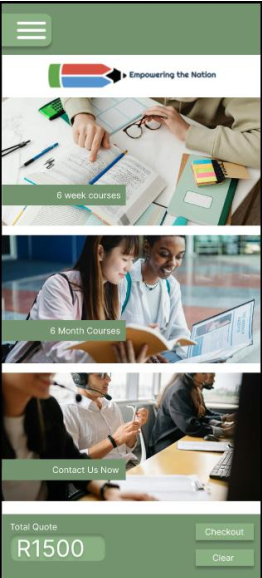 Empowering the Nation
6 week courses
6 Month Courses
Contact Us Now
Total Quote
R1500
Checkout
Clear